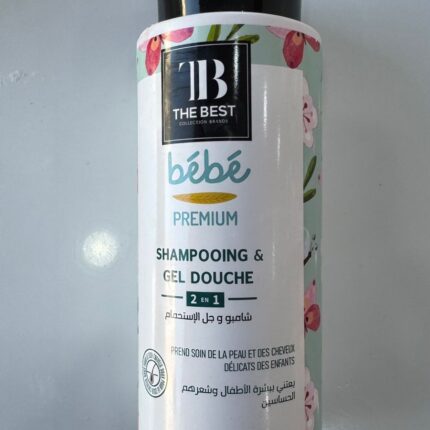 TB
THE BEST
COLLECTION BRANDS
bébé
PREMIUM
SHAMPOOING &
GEL DOUCHE
2 EN 1
شامبو و جل الإستحمام
PREND SOIN DE LA PEAU ET DES CHEVEUX
DÉLICATS DES ENFANTS
يعتني ببشرة الأطفال وشعرهم
الحساسين